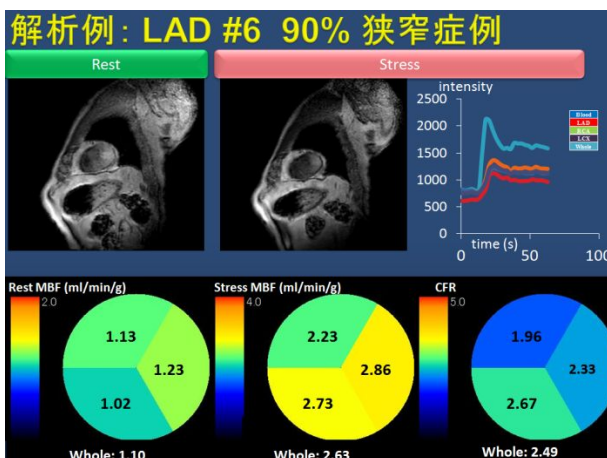 解析例: LAD #6 90% 狭窄症例
Rest
Stress
intensity
2500
2000
1500
1000
500
0
0
50
100
time (s)
Blood
LAD
RCA
LCX
Whole
Rest MBF (ml/min/g)
2.0
1.13
1.23
1.02
Whole: 1.10
Stress MBF (ml/min/g)
4.0
2.23
2.86
2.73
Whole: 2.63
CFR
5.0
1.96
2.33
2.67
Whole: 2.49